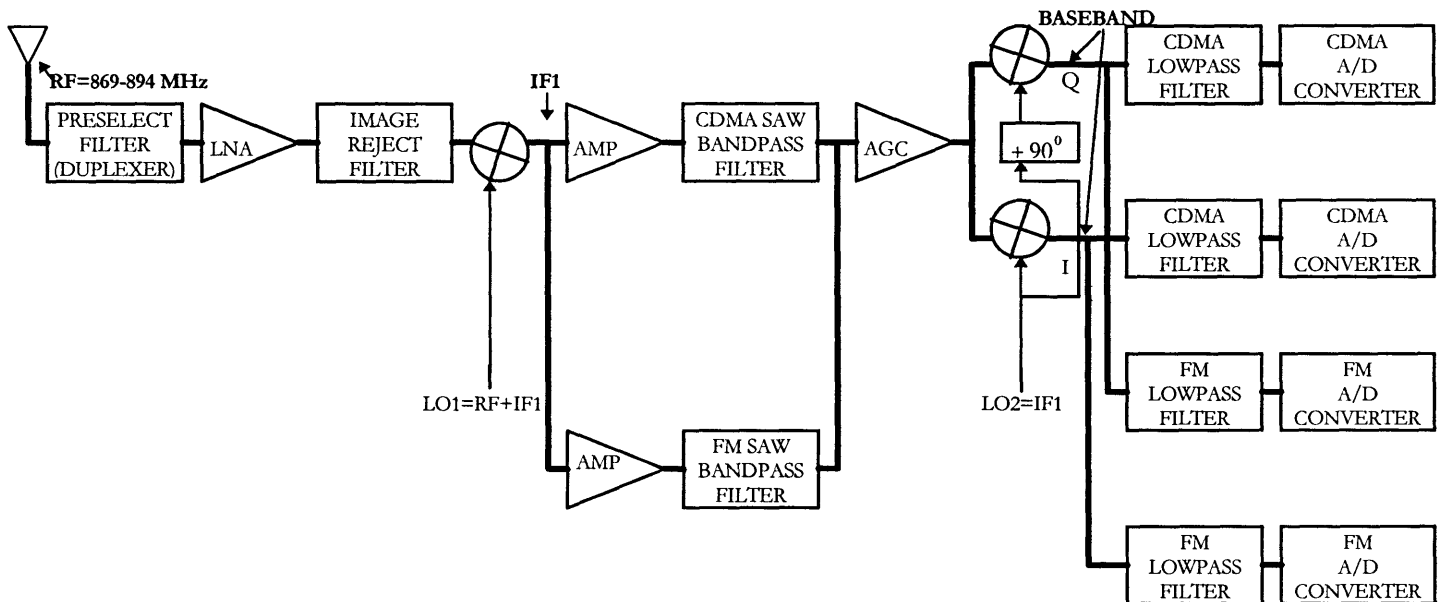 BASEBAND
RF=869-894 MHz
IF1
PRESELECT
FILTER
(DUPLEXER)
LNA
IMAGE
REJECT
FILTER
AMP
CDMA SAW
BANDPASS
FILTER
AGC
Q
+ 90⁰
I
CDMA
LOWPASS
FILTER
CDMA
A/D
CONVERTER
CDMA
LOWPASS
FILTER
CDMA
A/D
CONVERTER
LO1=RF+IF1
LO2=IF1
AMP
FM SAW
BANDPASS
FILTER
FM
LOWPASS
FILTER
FM
A/D
CONVERTER
FM
LOWPASS
FILTER
FM
A/D
CONVERTER